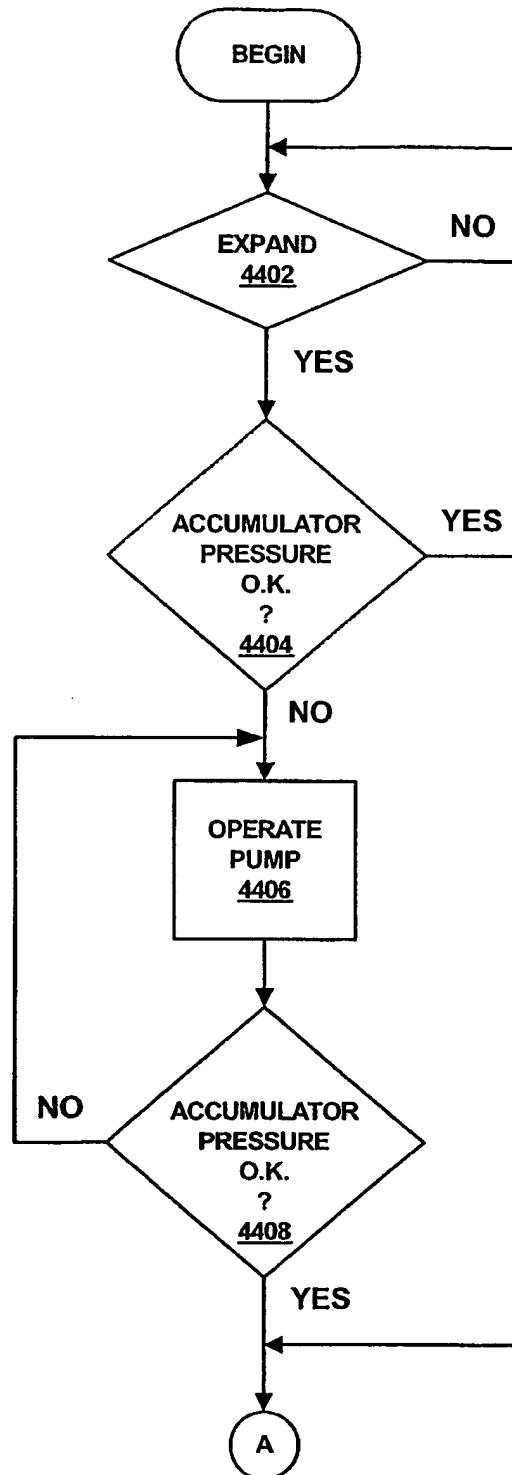 BEGIN
EXPAND
4402
NO
YES
ACCUMULATOR
PRESSURE
O.K.
?
4404
YES
NO
OPERATE
PUMP
4406
ACCUMULATOR
PRESSURE
O.K.
?
4408
NO
YES
A